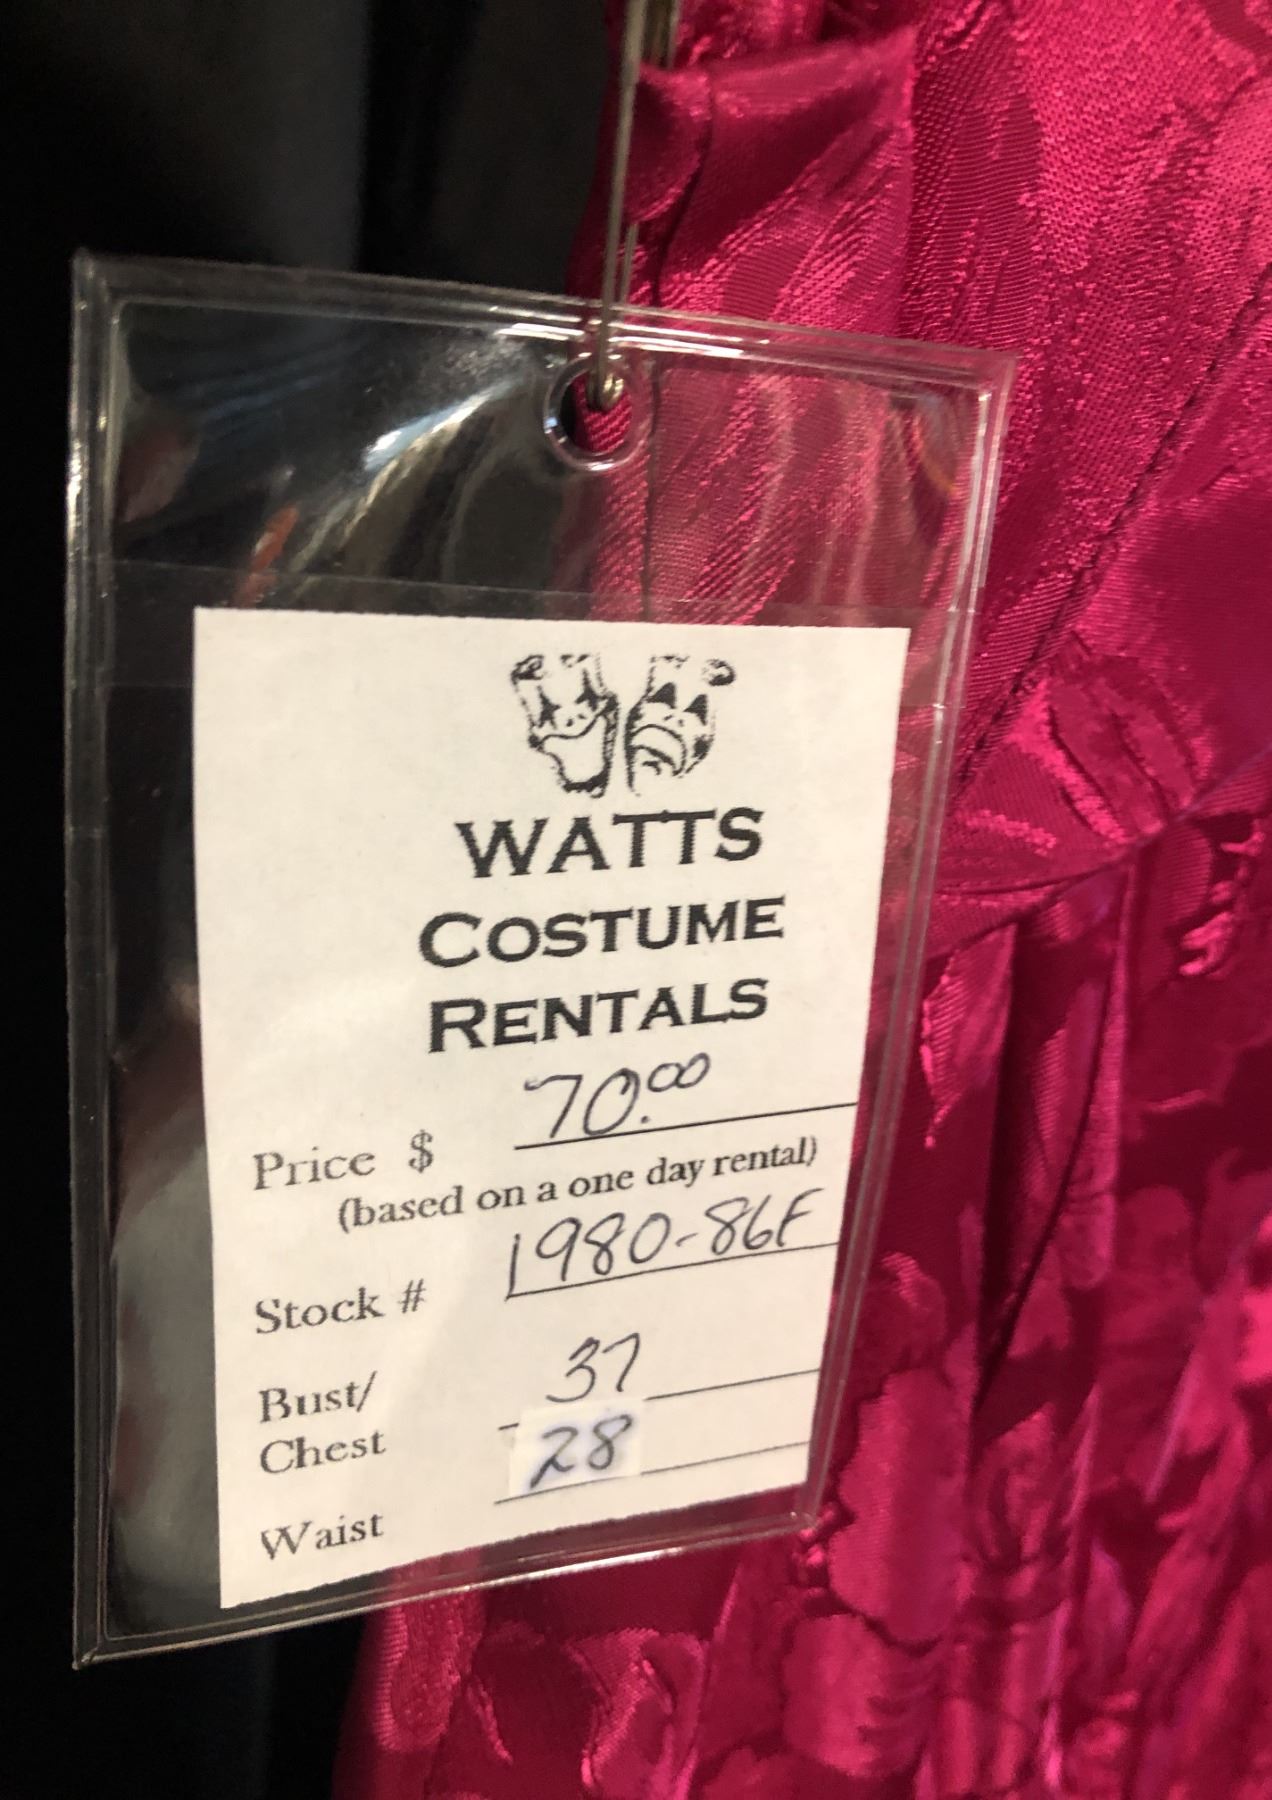 WATTS
COSTUME
RENTALS
Price $ 70.00
(based on a one day rental)
Stock # 1980-86F
Bust/ 37
Chest
Waist 28